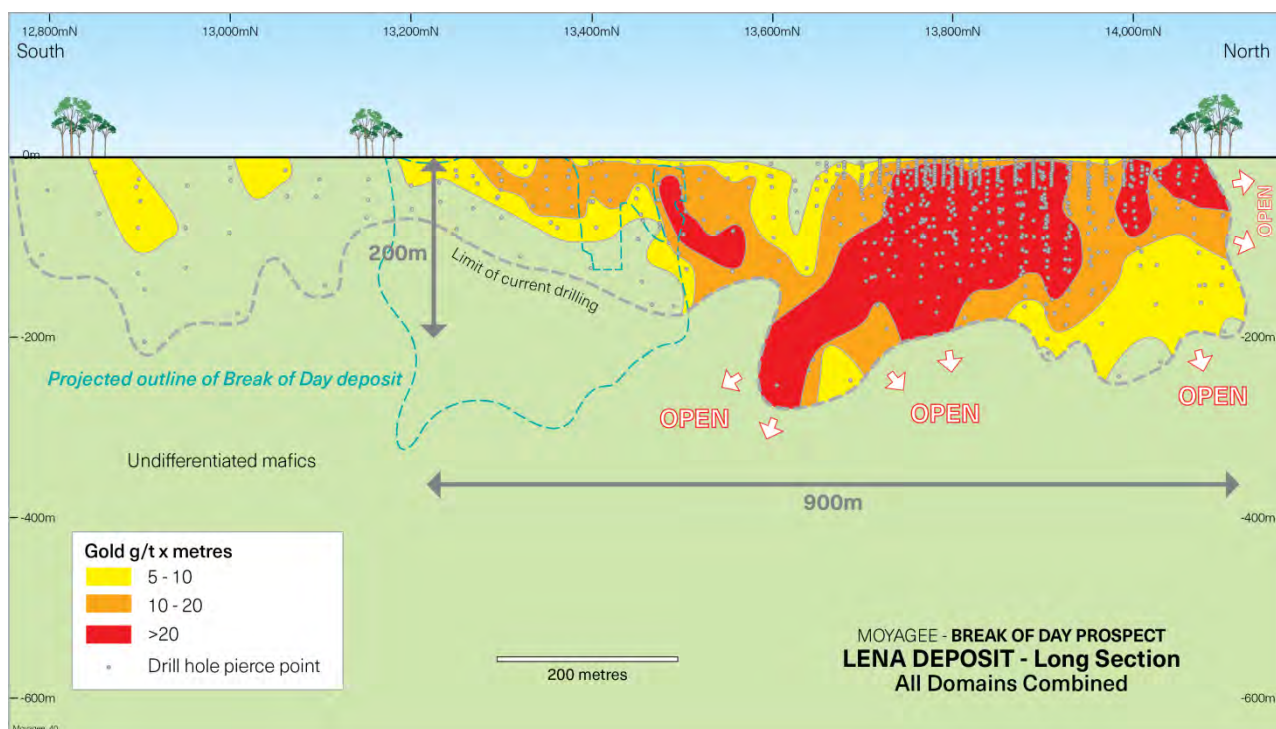 12,800mN 13,000mN 13,200mN 13,400mN 13,600mN 13,800mN 14,000mN
South North
0m
OPEN
200m
Limit of current drilling
-200m -200m
Projected outline of Break of Day deposit
OPEN OPEN OPEN
Undifferentiated mafics
900m
-400m -400m
Gold g/t x metres
5 - 10
10 - 20
>20
Drill hole pierce point
200 metres
MOYAGEE - BREAK OF DAY PROSPECT
LENA DEPOSIT - Long Section
All Domains Combined
-600m -600m